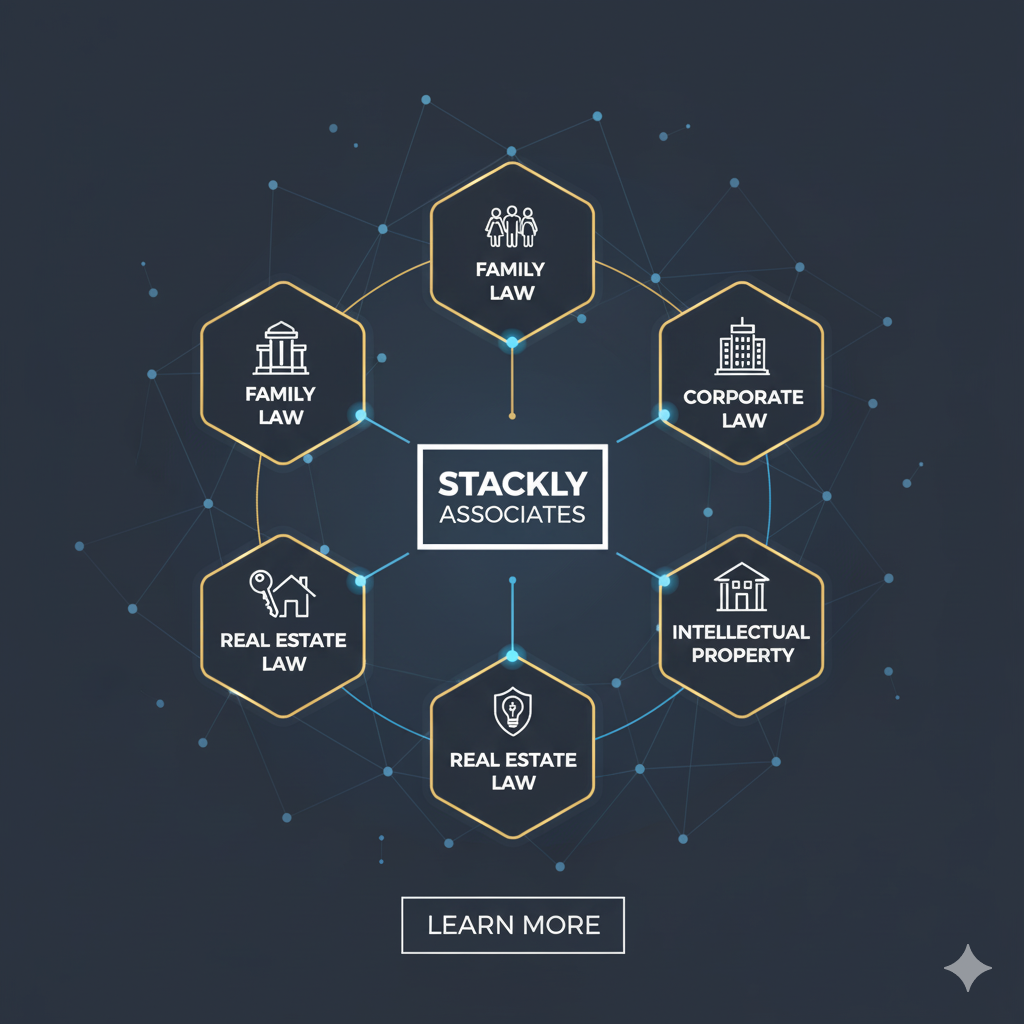 FAMILY
LAW
FAMILY
LAW
CORPORATE
LAW
STACKLY
ASSOCIATES
REAL ESTATE
LAW
INTELLECTUAL
PROPERTY
REAL ESTATE
LAW
LEARN MORE